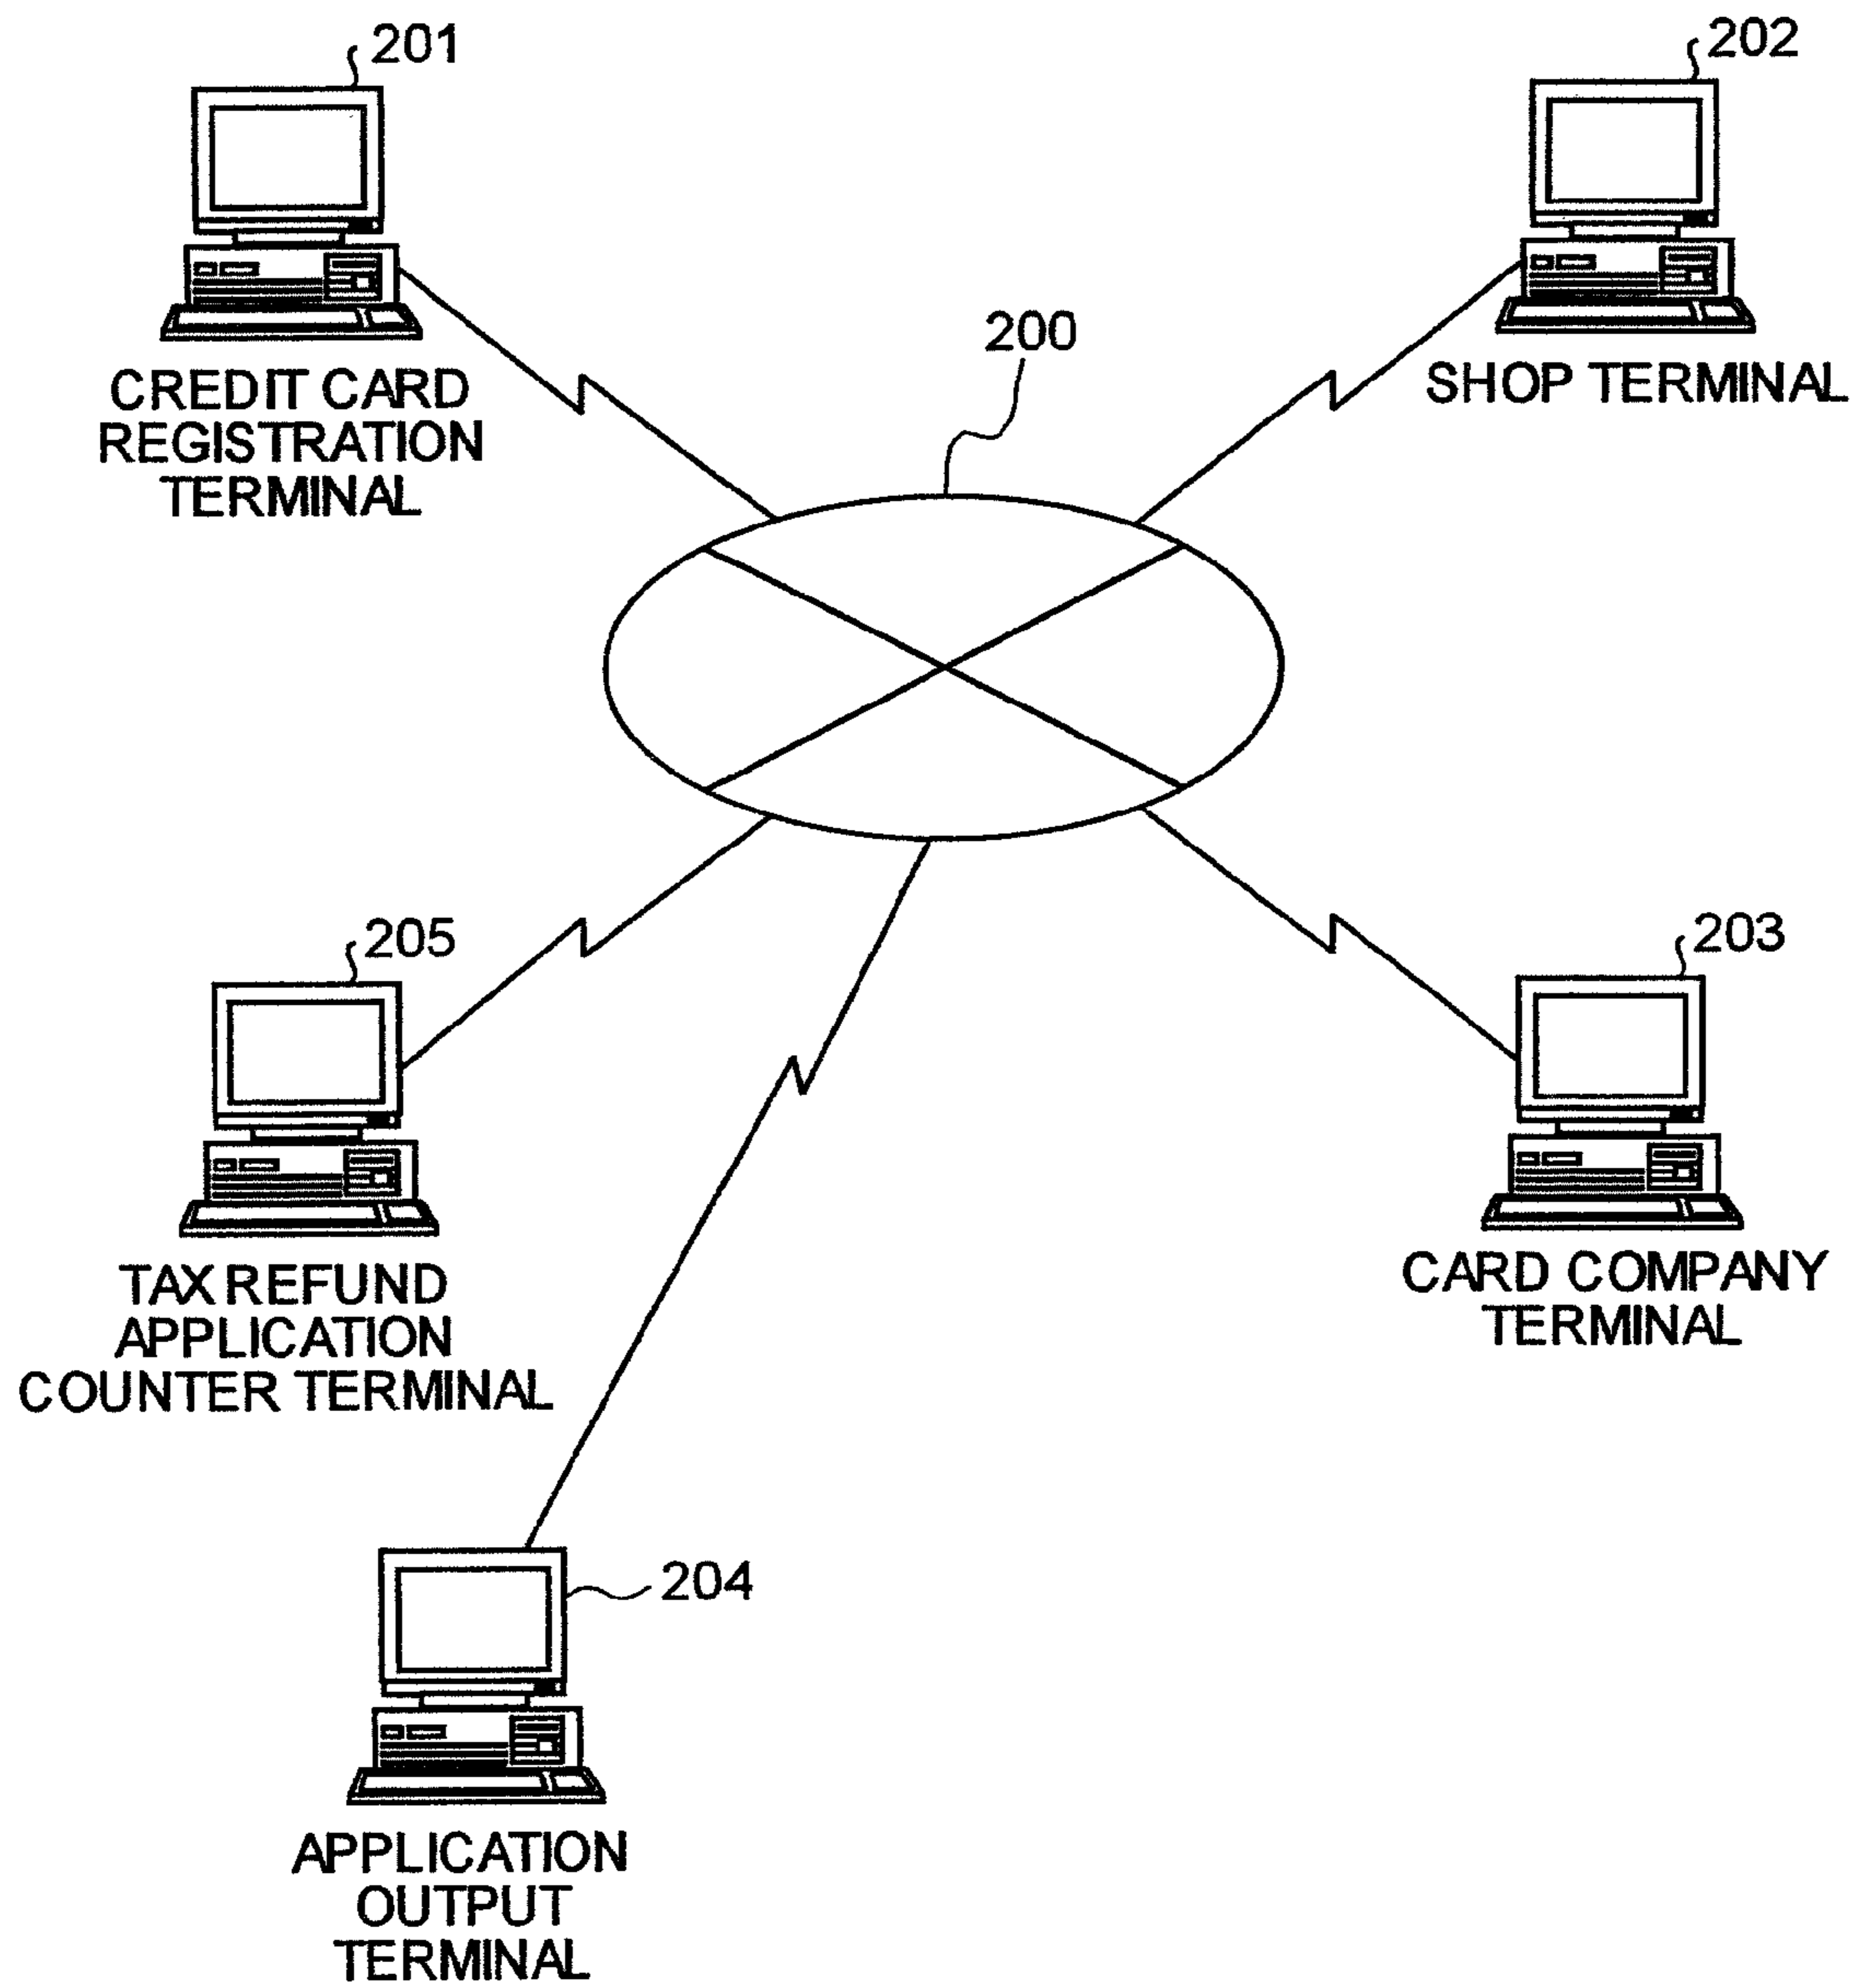 201
CREDIT CARD
REGISTRATION
TERMINAL
202
SHOP TERMINAL
200
205
TAX REFUND
APPLICATION
COUNTER TERMINAL
203
CARD COMPANY
TERMINAL
204
APPLICATION
OUTPUT
TERMINAL